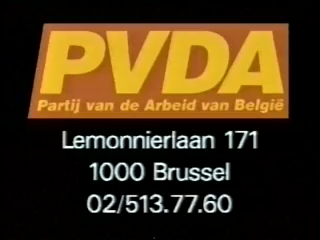 PVDA
Partij van de Arbeid van België
Lemonnierlaan 171
1000 Brussel
02/513.77.60